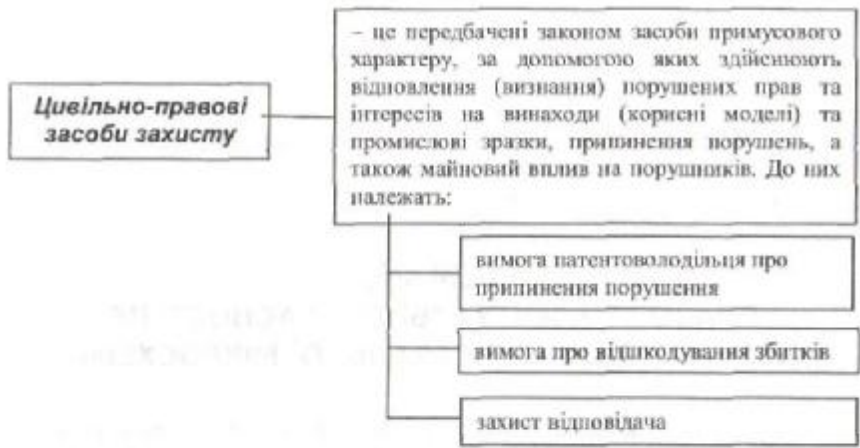 Цивільно-правові
засоби захисту
– це передбачені законом засоби примусового
характеру, за допомогою яких здійснюють
відновлення (визнання) порушених прав та
інтересів на винаходи (корисні моделі) та
промислові зразки, припинення порушень, а
також майновий вплив на порушників. До них
належать:
вимога патентоволодільця про
припинення порушення
вимога про відшкодування збитків
захист відповідача